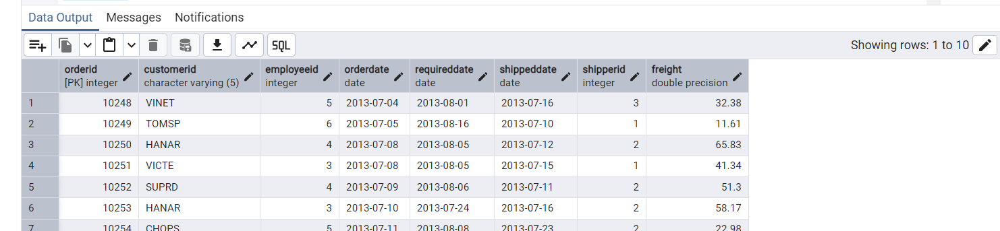 Data Output Messages Notifications
SQL Showing rows: 1 to 10
orderid customerid employeeid orderdate requireddate shippeddate shipperid freight
[PK] integer character varying (5) integer date date date integer double precision
1 10248 VINET 5 2013-07-04 2013-08-01 2013-07-16 3 32.38
2 10249 TOMSP 6 2013-07-05 2013-08-16 2013-07-10 1 11.61
3 10250 HANAR 4 2013-07-08 2013-08-05 2013-07-12 2 65.83
4 10251 VICTE 3 2013-07-08 2013-08-05 2013-07-15 1 41.34
5 10252 SUPRD 4 2013-07-09 2013-08-06 2013-07-11 2 51.3
6 10253 HANAR 3 2013-07-10 2013-07-24 2013-07-16 2 58.17
7 10254 CHOPS 5 2013-07-11 2013-08-08 2013-07-23 2 22.98